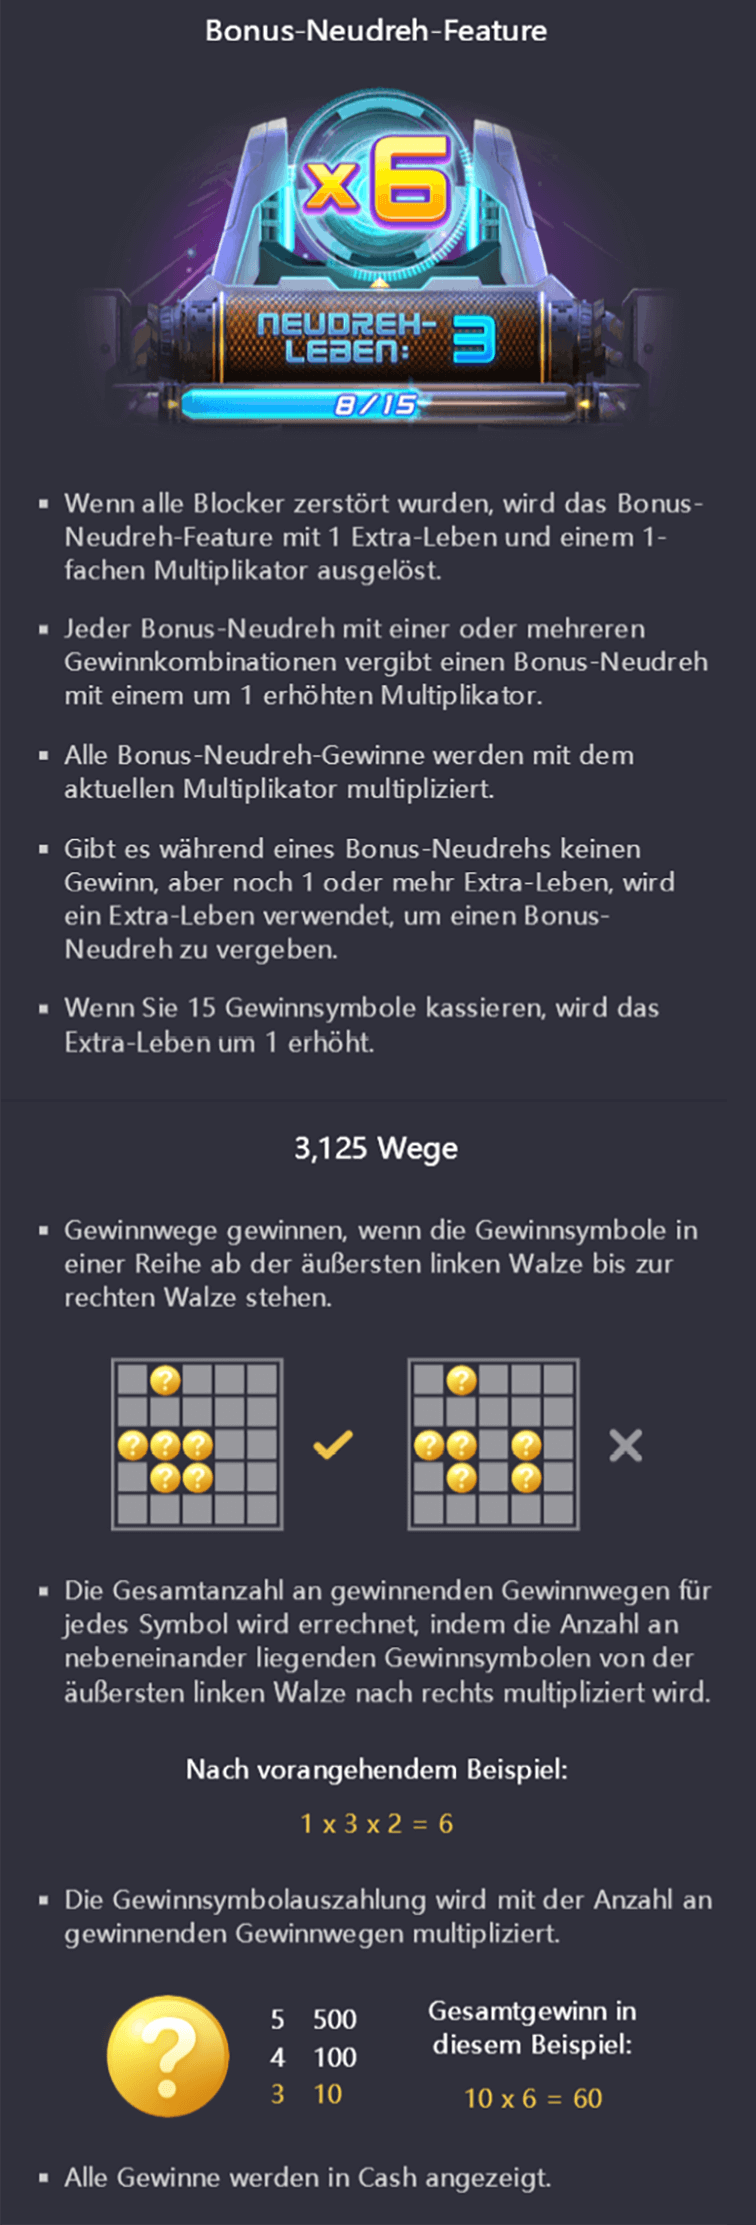 Bonus-Neudreh-Feature
x6
NEUDREH-
LEBEN: 3
8/15
▪ Wenn alle Blocker zerstört wurden, wird das Bonus-
Neudreh-Feature mit 1 Extra-Leben und einem 1-
fachen Multiplikator ausgelöst.
▪ Jeder Bonus-Neudreh mit einer oder mehreren
Gewinnkombinationen vergibt einen Bonus-Neudreh
mit einem um 1 erhöhten Multiplikator.
▪ Alle Bonus-Neudreh-Gewinne werden mit dem
aktuellen Multiplikator multipliziert.
▪ Gibt es während eines Bonus-Neudrehs keinen
Gewinn, aber noch 1 oder mehr Extra-Leben, wird
ein Extra-Leben verwendet, um einen Bonus-
Neudreh zu vergeben.
▪ Wenn Sie 15 Gewinnsymbole kassieren, wird das
Extra-Leben um 1 erhöht.
3,125 Wege
▪ Gewinnwege gewinnen, wenn die Gewinnsymbole in
einer Reihe ab der äußersten linken Walze bis zur
rechten Walze stehen.
? ?
? ? ? ? ? ?
? ? ? ?
▪ Die Gesamtanzahl an gewinnenden Gewinnwegen für
jedes Symbol wird errechnet, indem die Anzahl an
nebeneinander liegenden Gewinnsymbolen von der
äußersten linken Walze nach rechts multipliziert wird.
Nach vorangehendem Beispiel:
1 x 3 x 2 = 6
▪ Die Gewinnsymbolauszahlung wird mit der Anzahl an
gewinnenden Gewinnwegen multipliziert.
?
5 500
4 100
3 10
Gesamtgewinn in
diesem Beispiel:
10 x 6 = 60
▪ Alle Gewinne werden in Cash angezeigt.